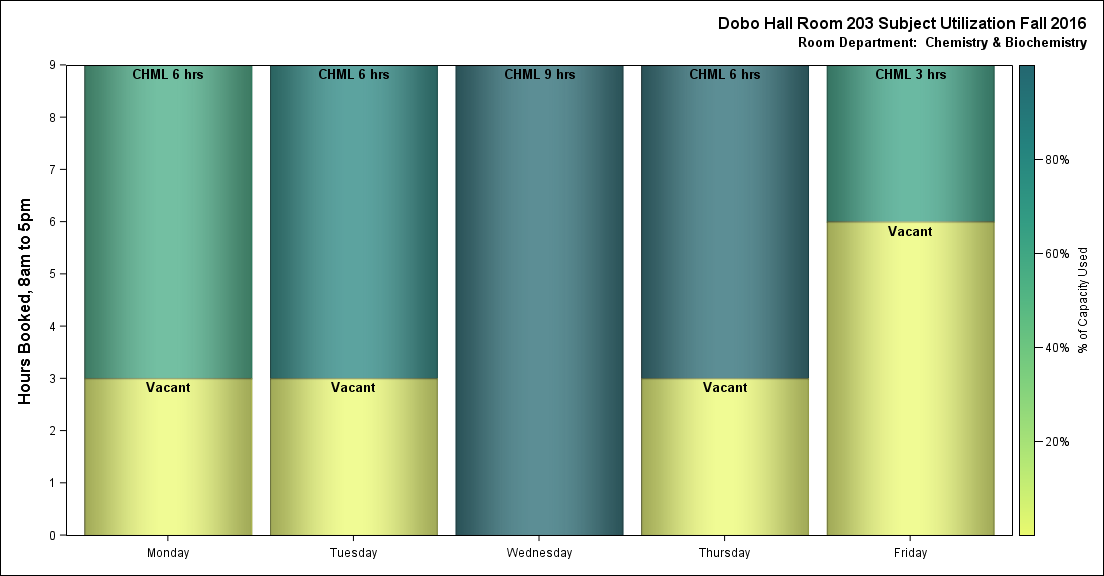 Dobo Hall Room 203 Subject Utilization Fall 2016
Room Department:  Chemistry & Biochemistry
Hours Booked, 8am to 5pm
9
8
7
6
5
4
3
2
1
0
CHML 6 hrs
CHML 6 hrs
CHML 9 hrs
CHML 6 hrs
CHML 3 hrs
Vacant
Vacant
Vacant
Vacant
Monday
Tuesday
Wednesday
Thursday
Friday
80%
60%
40%
20%
% of Capacity Used